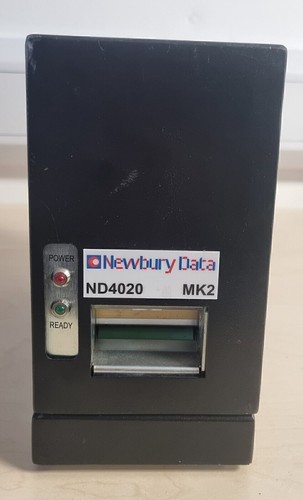 POWER
Newbury Data
ND4020 MK2
READY